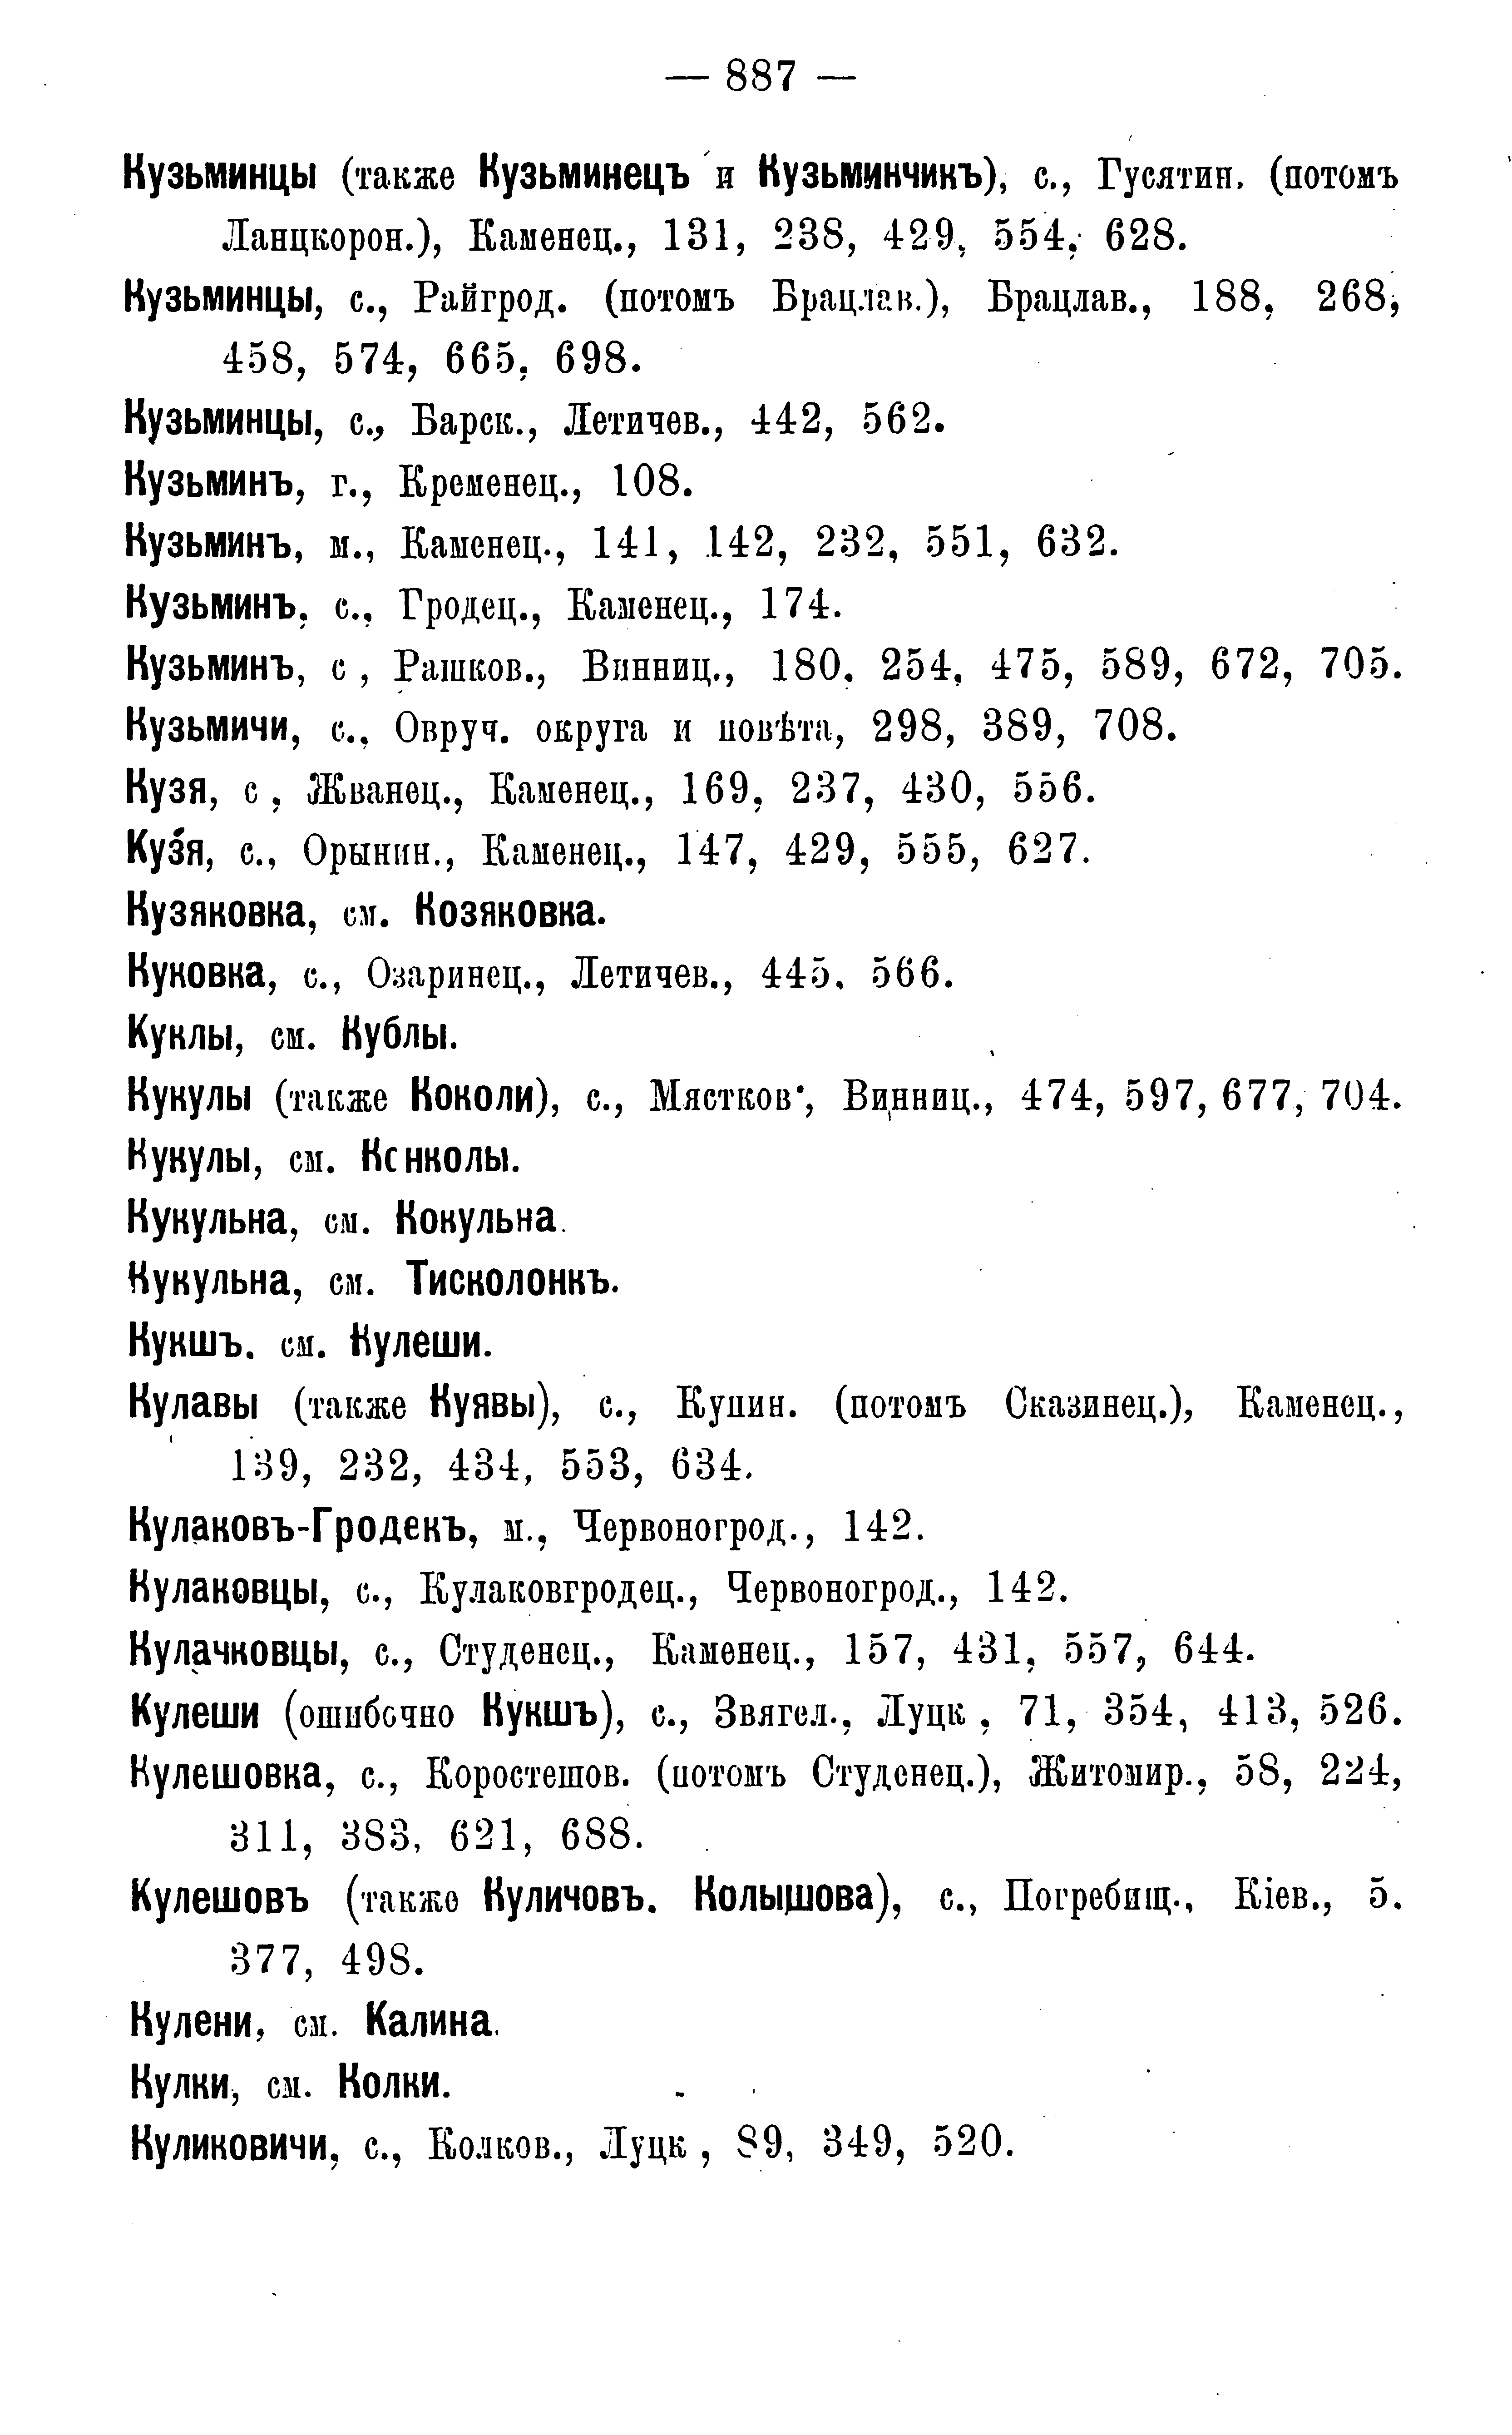 — 887 —
Кузьминцы (также Кузьминецъ и Кузьминчикъ), с., Гусятин. (потомъ
Ланцкорон.), Каменец., 131, 238, 429, 554, 628.
Кузьминцы, с., Райгрод. (потомъ Брацлав.), Брацлав., 188, 268,
458, 574, 665, 698.
Кузьминцы, с., Барск., Летичев., 442, 562.
Кузьминъ, г., Кременец., 108.
Кузьминъ, м., Каменец., 141, 142, 232, 551, 632.
Кузьминъ, с., Гродец., Каменец., 174.
Кузьминъ, с , Рашков., Винниц., 180, 254, 475, 589, 672, 705.
Кузьмичи, с., Овруч. округа и повѣта, 298, 389, 708.
Кузя, с , Жванец., Каменец., 169, 237, 430, 556.
Кузя, с., Орынин., Каменец., 147, 429, 555, 627.
Кузяковка, см. Козяковка.
Куковка, с., Озаринец., Летичев., 445, 566.
Куклы, см. Кублы.
Кукулы (также Коколи), с., Мястков., Винниц., 474, 597, 677, 704.
Кукулы, см. Конколы.
Кукульна, см. Кокульна.
Кукульна, см. Тисколонкъ.
Кукшъ, см. Кулеши.
Кулавы (также Куявы), с., Купин. (потомъ Сказинец.), Каменец.,
139, 232, 434, 553, 634.
Кулаковъ-Гродекъ, м., Червоногрод., 142.
Кулаковцы, с., Кулаковгродец., Червоногрод., 142.
Кулачковцы, с., Студенец., Каменец., 157, 431, 557, 644.
Кулеши (ошибочно Кукшъ), с., Звягел., Луцк , 71, 354, 413, 526.
Кулешовка, с., Коростешов. (потомъ Студенец.), Житомир., 58, 224,
311, 383, 621, 688.
Кулешовъ (также Куличовъ, Колышова), с., Погребищ., Кіев., 5,
377, 498.
Кулени, см. Калина.
Кулки, см. Колки.
Куликовичи, с., Колков., Луцк , 89, 349, 520.